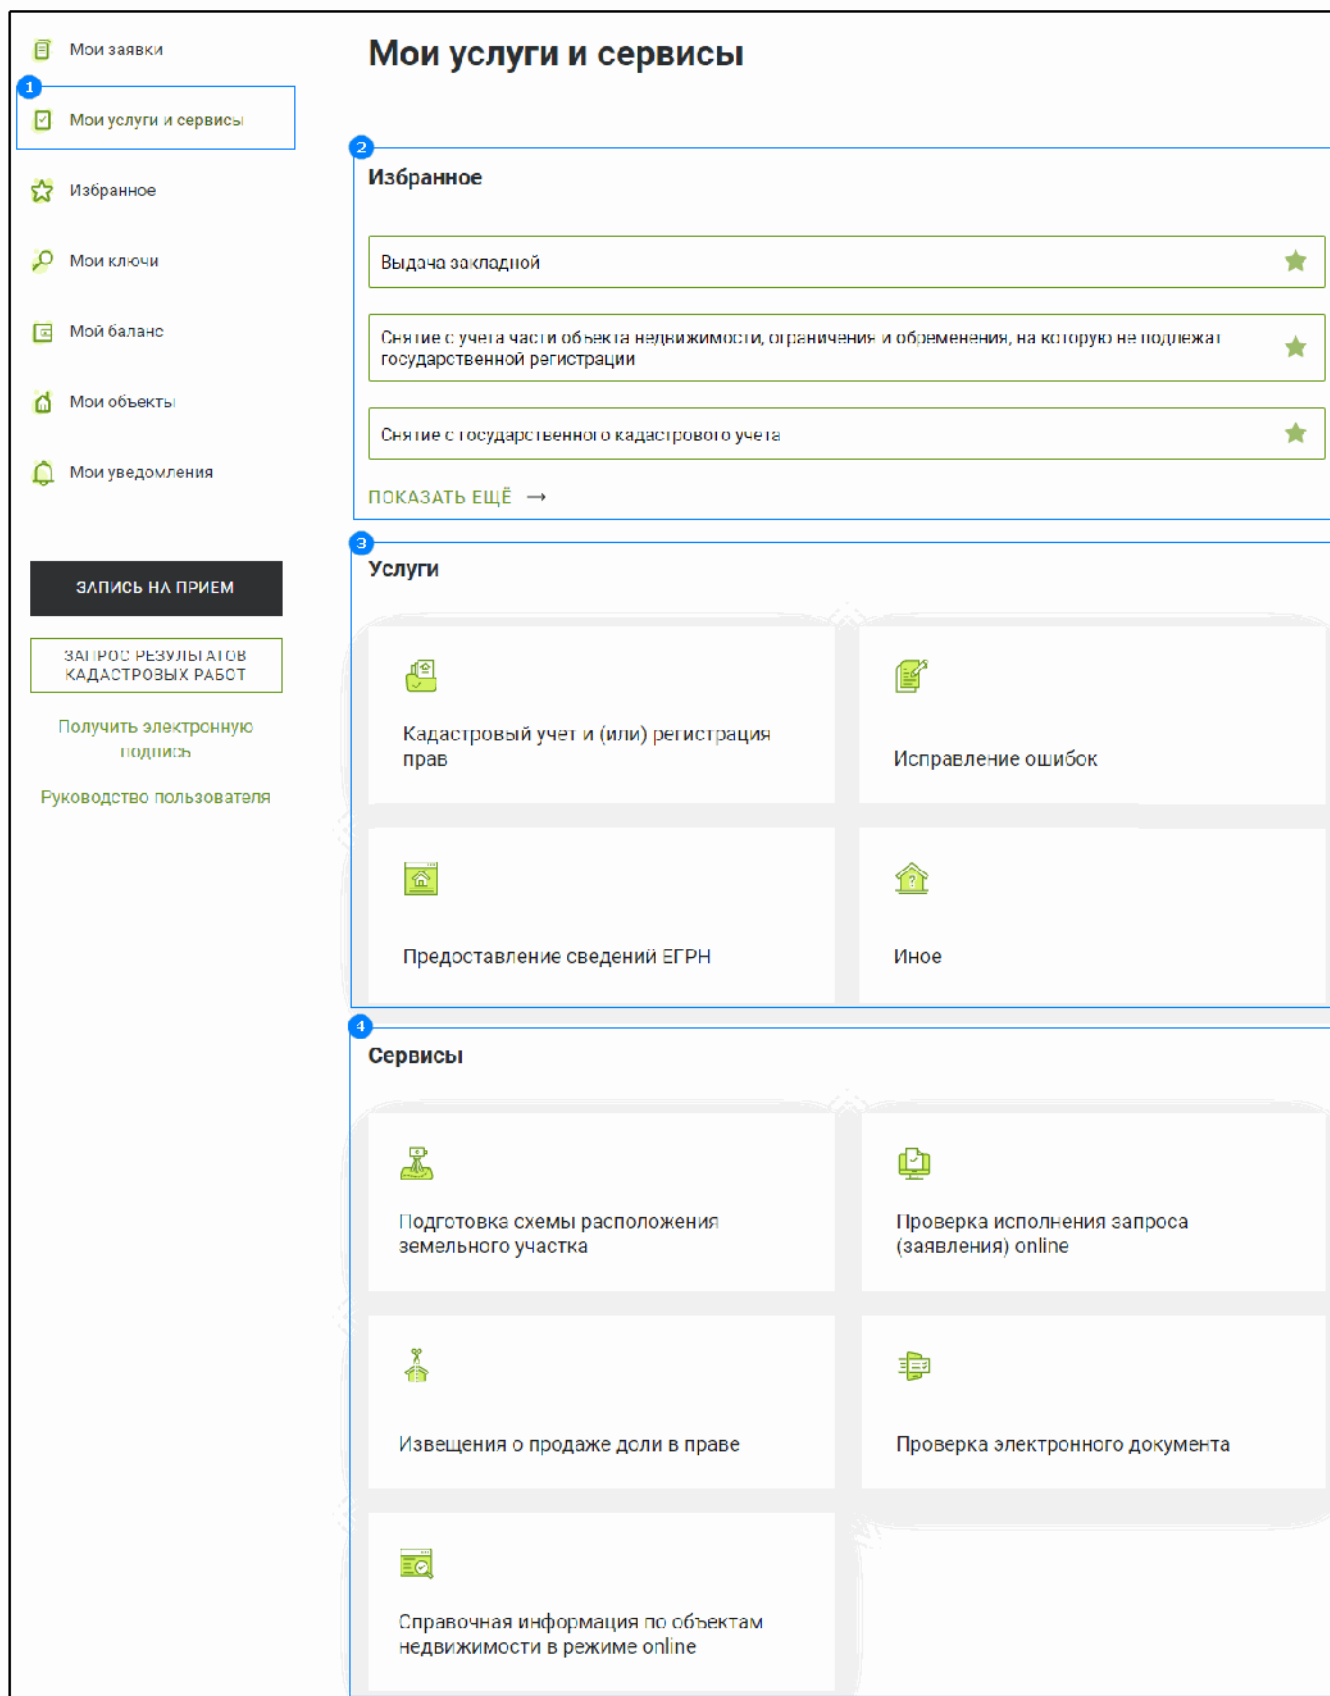 Мои заявки
1
Мои услуги и сервисы
Избранное
Мои ключи
Мой баланс
Мои объекты
Мои уведомления
ЗАПИСЬ НА ПРИЕМ
ЗАПРОС РЕЗУЛЬТАТОВ
КАДАСТРОВЫХ РАБОТ
Получить электронную
подпись
Руководство пользователя
Мои услуги и сервисы
2
Избранное
Выдача закладной
Снятие с учета части объекта недвижимости, ограничения и обременения, на которую не подлежат
государственной регистрации
Снятие с государственного кадастрового учета
ПОКАЗАТЬ ЕЩЁ →
3
Услуги
Кадастровый учет и (или) регистрация
прав
Исправление ошибок
Предоставление сведений ЕГРН
Иное
4
Сервисы
Подготовка схемы расположения
земельного участка
Проверка исполнения запроса
(заявления) online
Извещения о продаже доли в праве
Проверка электронного документа
Справочная информация по объектам
недвижимости в режиме online